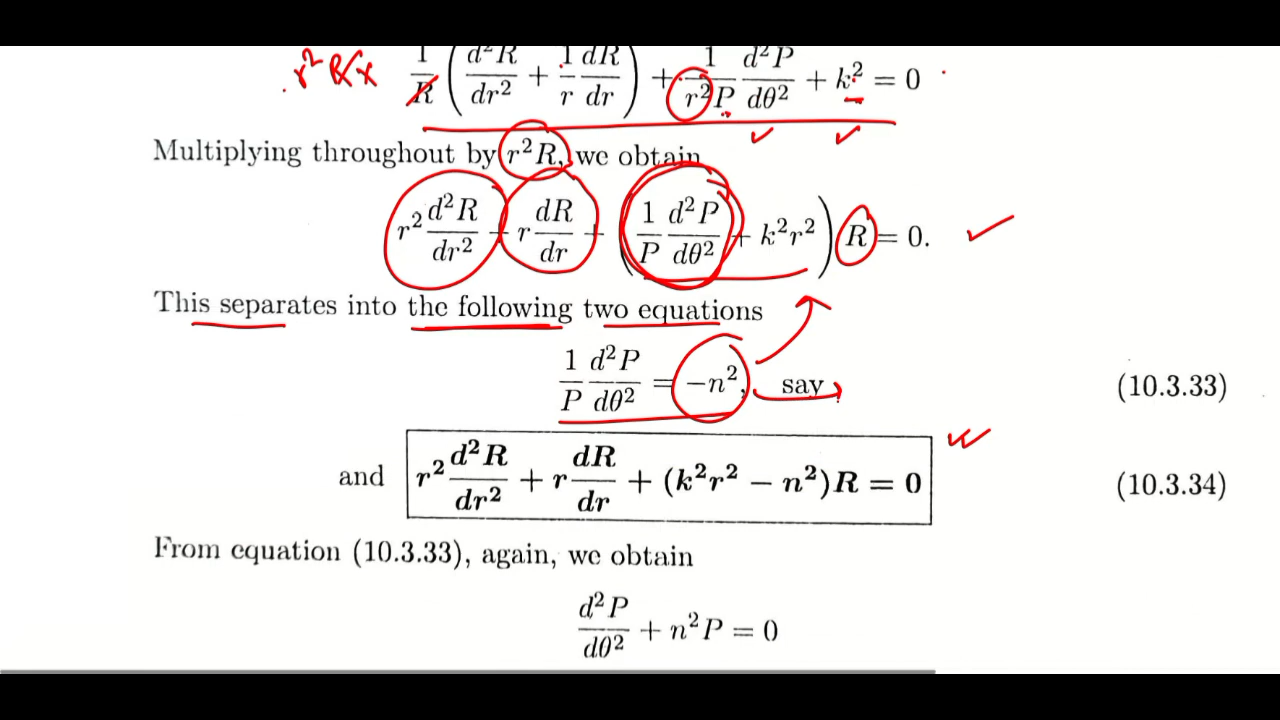 r² R x 1/R ( d²R/dr² + 1/r dR/dr ) + 1/r²P d²P/dθ² + k² = 0
Multiplying throughout by r²R, we obtain
r² d²R/dr² + r dR/dr + ( 1/P d²P/dθ² + k²r² ) R = 0.
This separates into the following two equations
1/P d²P/dθ² = −n², say (10.3.33)
and r² d²R/dr² + r dR/dr + (k²r² − n²)R = 0 (10.3.34)
From equation (10.3.33), again, we obtain
d²P/dθ² + n²P = 0